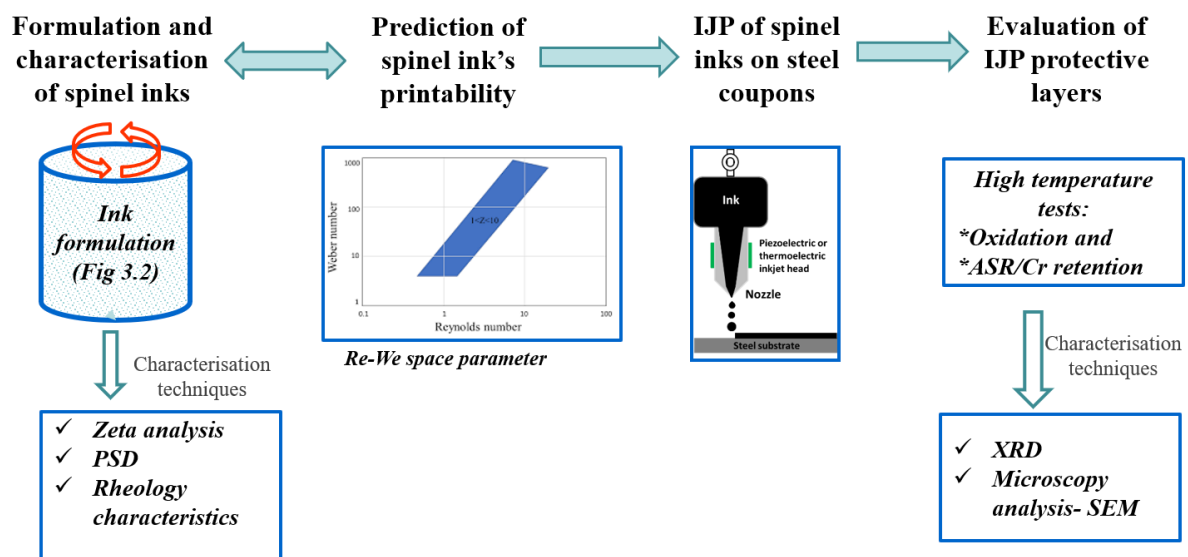 Formulation and
characterisation
of spinel inks
Prediction of
spinel ink's
printability
IJP of spinel
inks on steel
coupons
Evaluation of
IJP protective
layers
Ink
formulation
(Fig 3.2)
Characterisation
techniques
✓ Zeta analysis
✓ PSD
✓ Rheology
characteristics
Weber number
1000
100
10
1
1<Z<10
0.1
1
10
100
Reynolds number
Re-We space parameter
Ink
Piezoelectric or
thermoelectric
inkjet head
Nozzle
Steel substrate
High temperature
tests:
*Oxidation and
*ASR/Cr retention
Characterisation
techniques
✓ XRD
✓ Microscopy
analysis- SEM